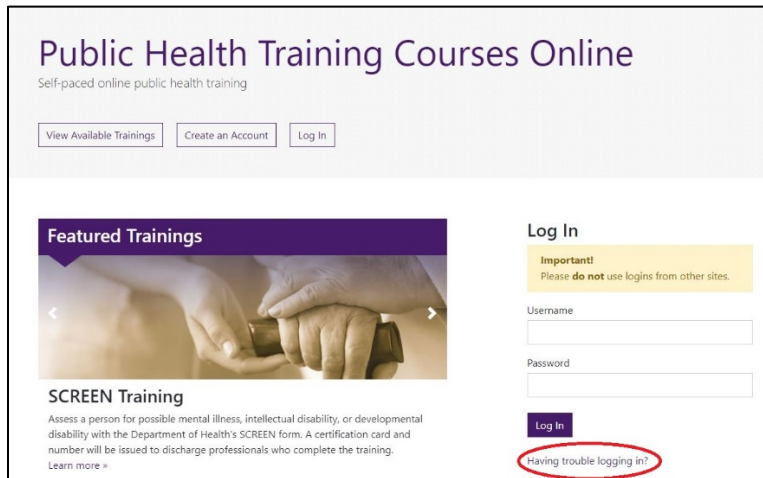 Public Health Training Courses Online
Self-paced online public health training
View Available Trainings
Create an Account
Log In
Featured Trainings
SCREEN Training
Assess a person for possible mental illness, intellectual disability, or developmental
disability with the Department of Health's SCREEN form. A certification card and
number will be issued to discharge professionals who complete the training.
Learn more »
Log In
Important!
Please do not use logins from other sites.
Username
Password
Log In
Having trouble logging in?